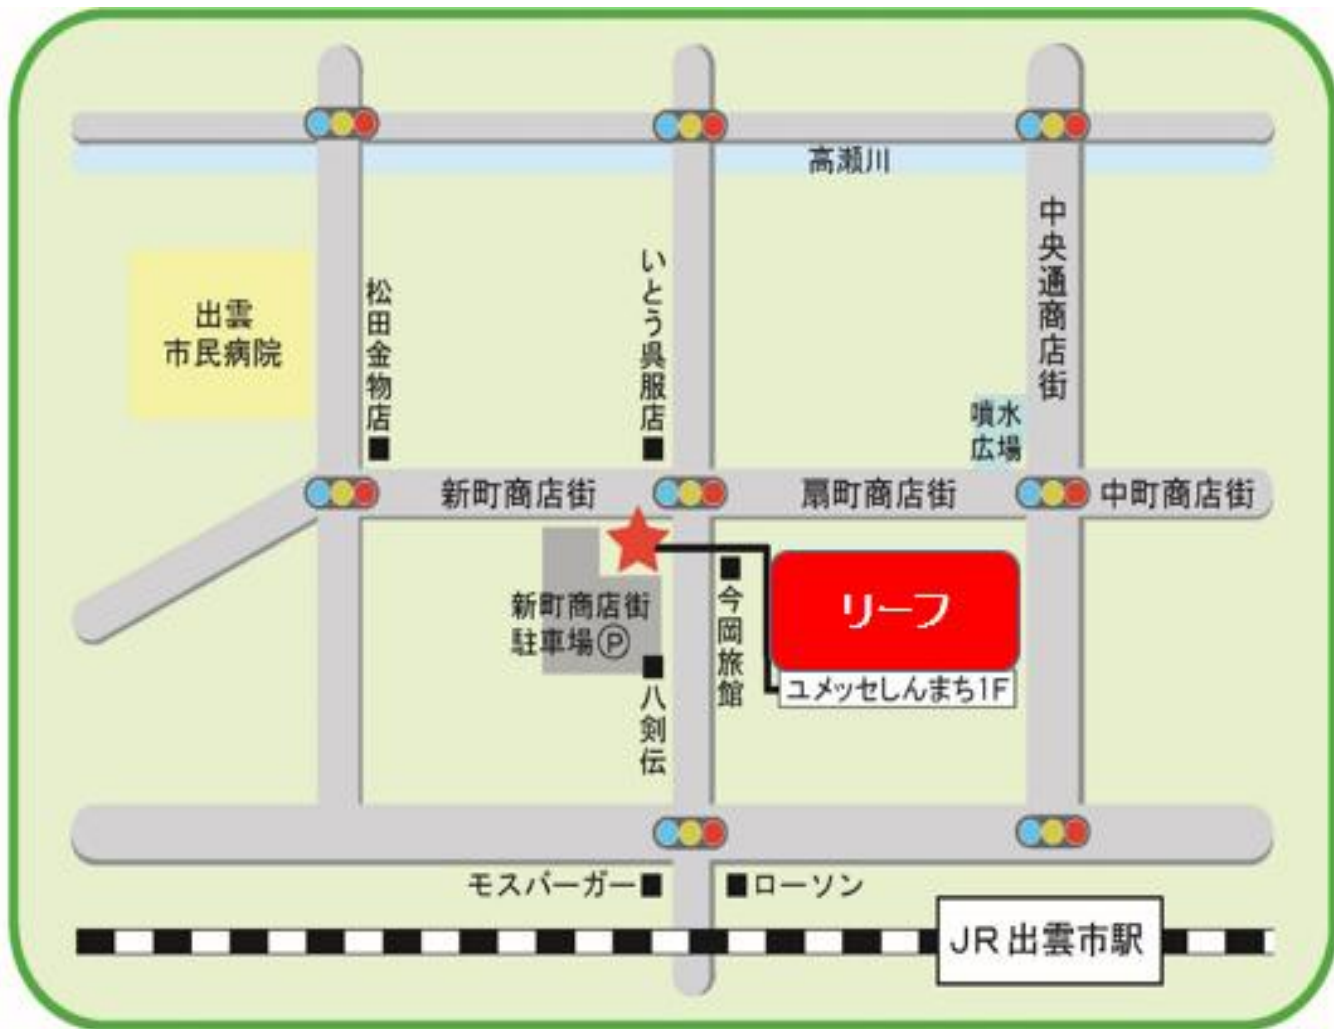 高瀬川
中央通商店街
いとう呉服店
松田金物店
出雲
市民病院
噴水
広場
新町商店街
扇町商店街
中町商店街
リーフ
ユメッセしんまち1F
今岡旅館
新町商店街
駐車場Ⓟ
八剣伝
モスバーガー
ローソン
JR出雲市駅